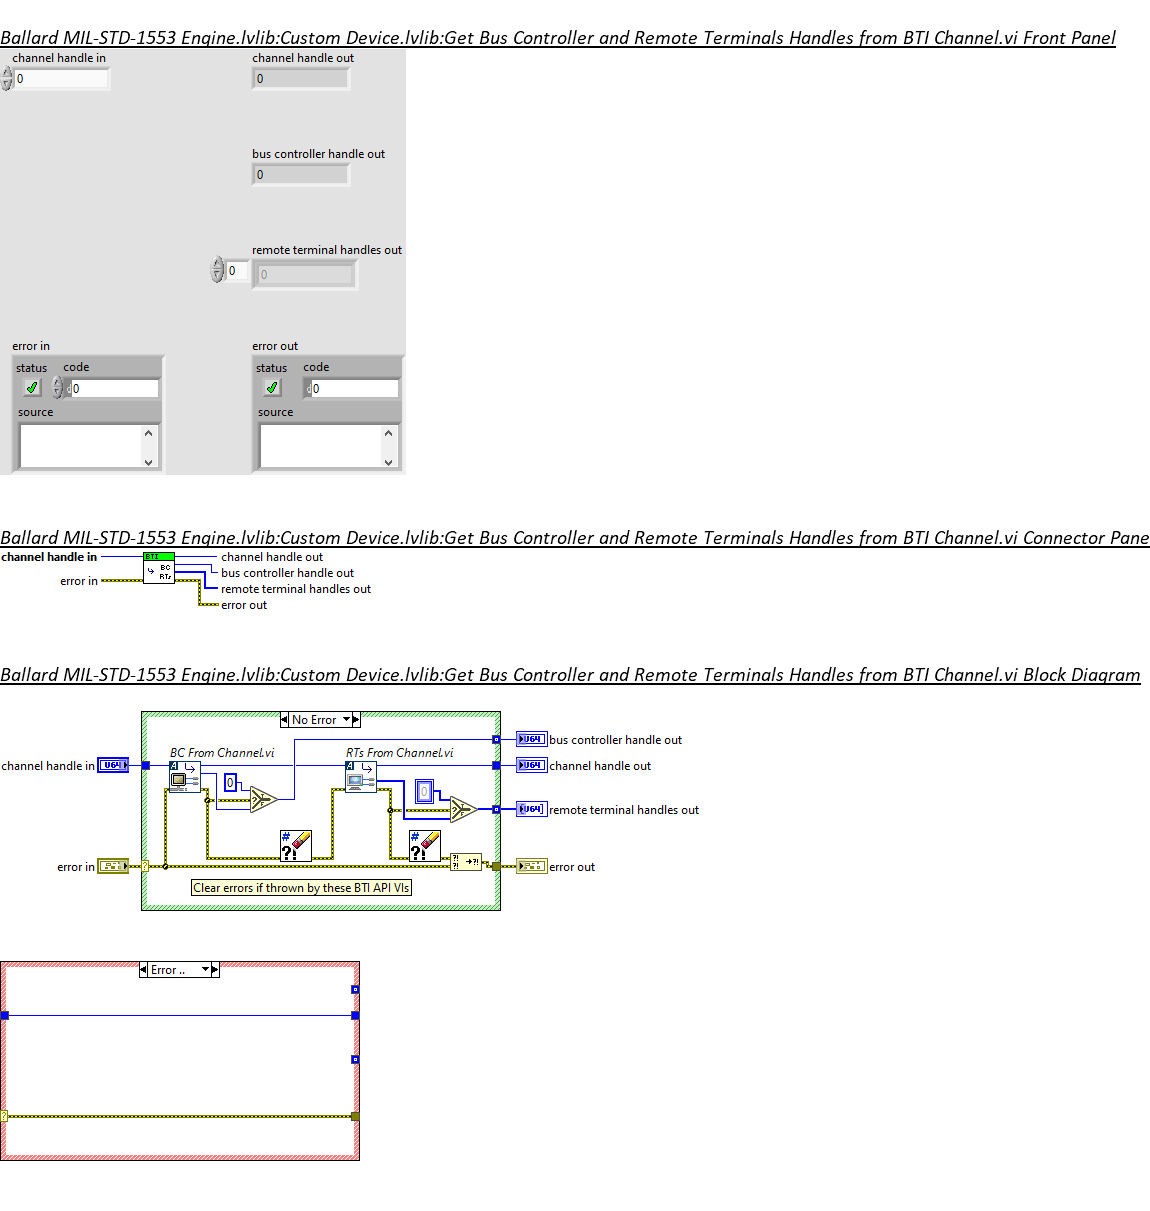 Ballard MIL-STD-1553 Engine.lvlib:Custom Device.lvlib:Get Bus Controller and Remote Terminals Handles from BTI Channel.vi Front Panel
channel handle in
channel handle out
0
0
bus controller handle out
0
remote terminal handles out
0
0
error in
error out
status
code
status
code
0
0
source
source
Ballard MIL-STD-1553 Engine.lvlib:Custom Device.lvlib:Get Bus Controller and Remote Terminals Handles from BTI Channel.vi Connector Pane
channel handle in
BTI
channel handle out
BC
bus controller handle out
RTs
error in
remote terminal handles out
error out
Ballard MIL-STD-1553 Engine.lvlib:Custom Device.lvlib:Get Bus Controller and Remote Terminals Handles from BTI Channel.vi Block Diagram
No Error
U64
bus controller handle out
BC From Channel.vi
RTs From Channel.vi
channel handle in
U64
U64
channel handle out
0
0
?
T
F
?
T
F
U64
remote terminal handles out
#
?!
#
?!
error in
?
?!
?!
→?!
error out
Clear errors if thrown by these BTI API VIs
Error ..
?